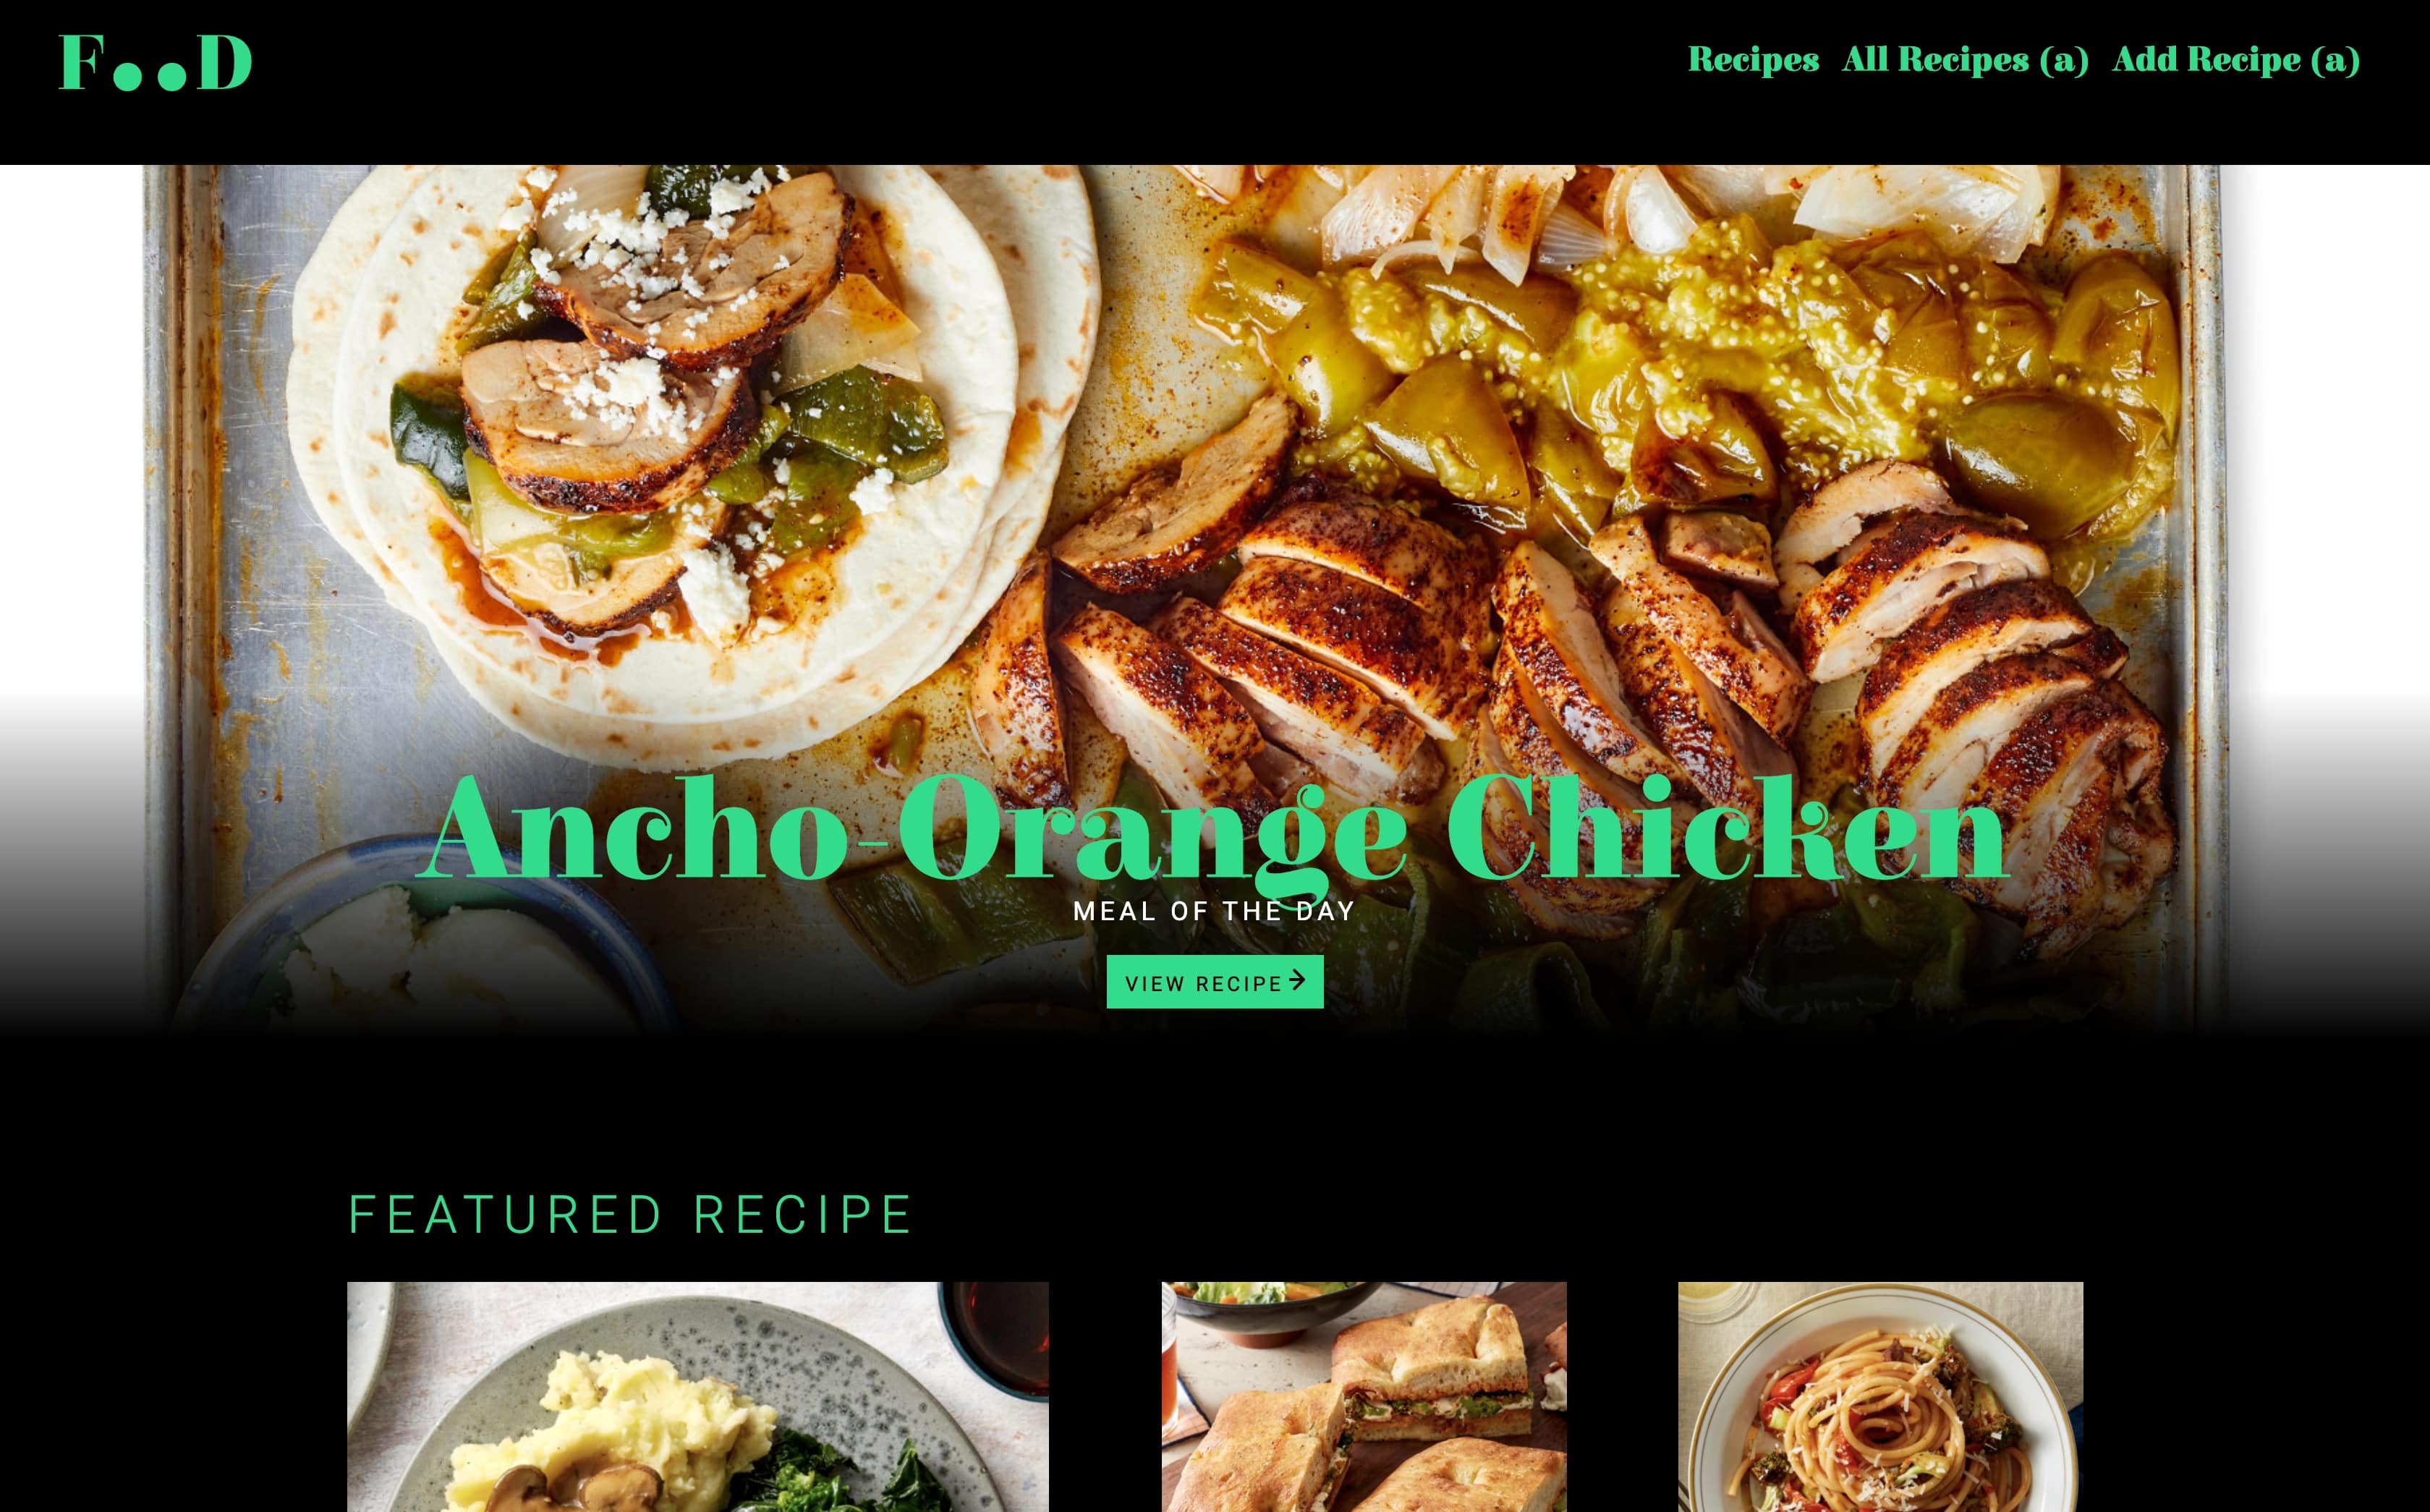 F..D
Recipes All Recipes (a) Add Recipe (a)
Ancho-Orange Chicken
MEAL OF THE DAY
VIEW RECIPE →
FEATURED RECIPE